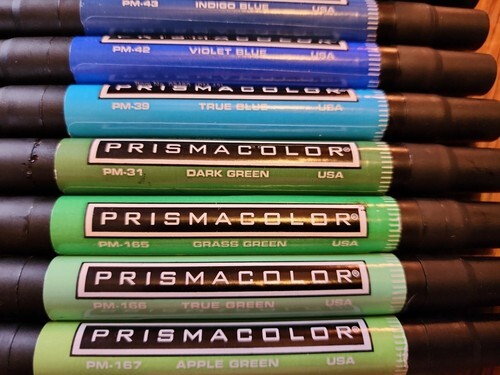 PM-43 INDIGO BLUE USA
PM-42 VIOLET BLUE USA
PRISMACOLOR
PM-39 TRUE BLUE USA
PRISMACOLOR®
PM-31 DARK GREEN USA
PRISMACOLOR®
PM-165 GRASS GREEN USA
PRISMACOLOR®
PM-166 TRUE GREEN USA
PRISMACOLOR®
PM-167 APPLE GREEN USA